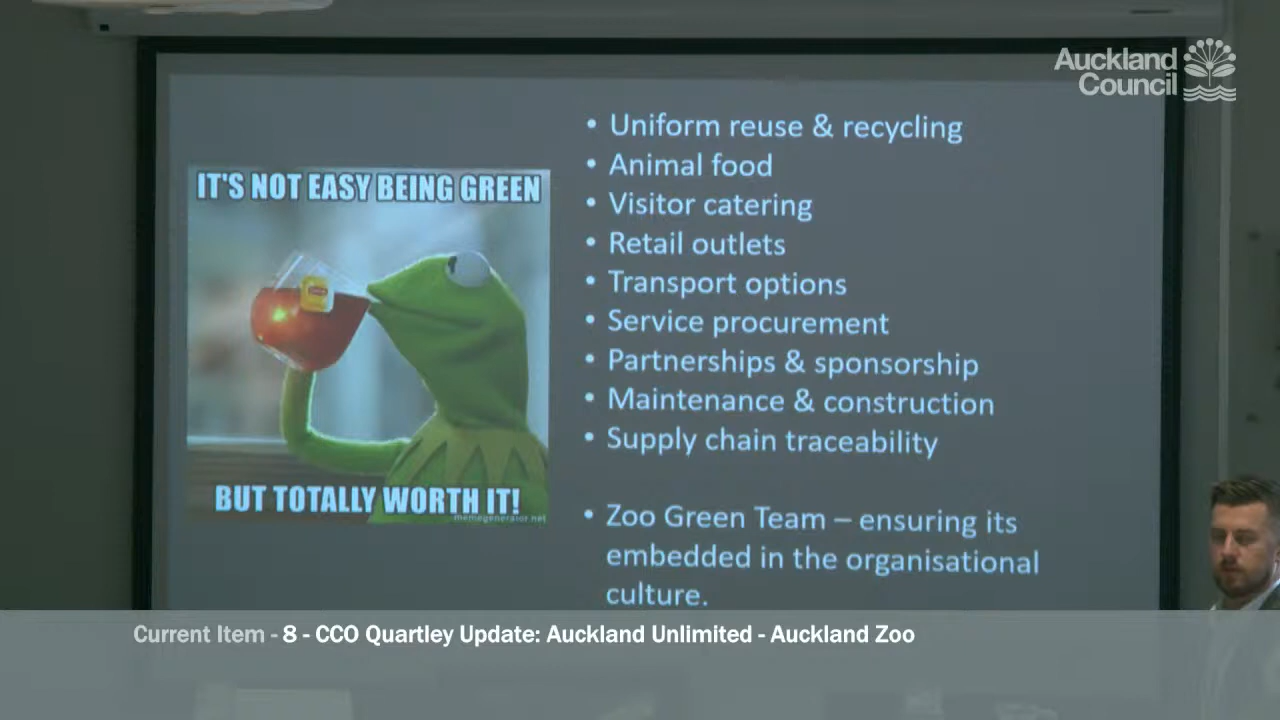 Auckland
Council
IT'S NOT EASY BEING GREEN
BUT TOTALLY WORTH IT!
memegenerator.net
• Uniform reuse & recycling
• Animal food
• Visitor catering
• Retail outlets
• Transport options
• Service procurement
• Partnerships & sponsorship
• Maintenance & construction
• Supply chain traceability
• Zoo Green Team – ensuring its
embedded in the organisational
culture.
Current Item - 8 - CCO Quartley Update: Auckland Unlimited - Auckland Zoo